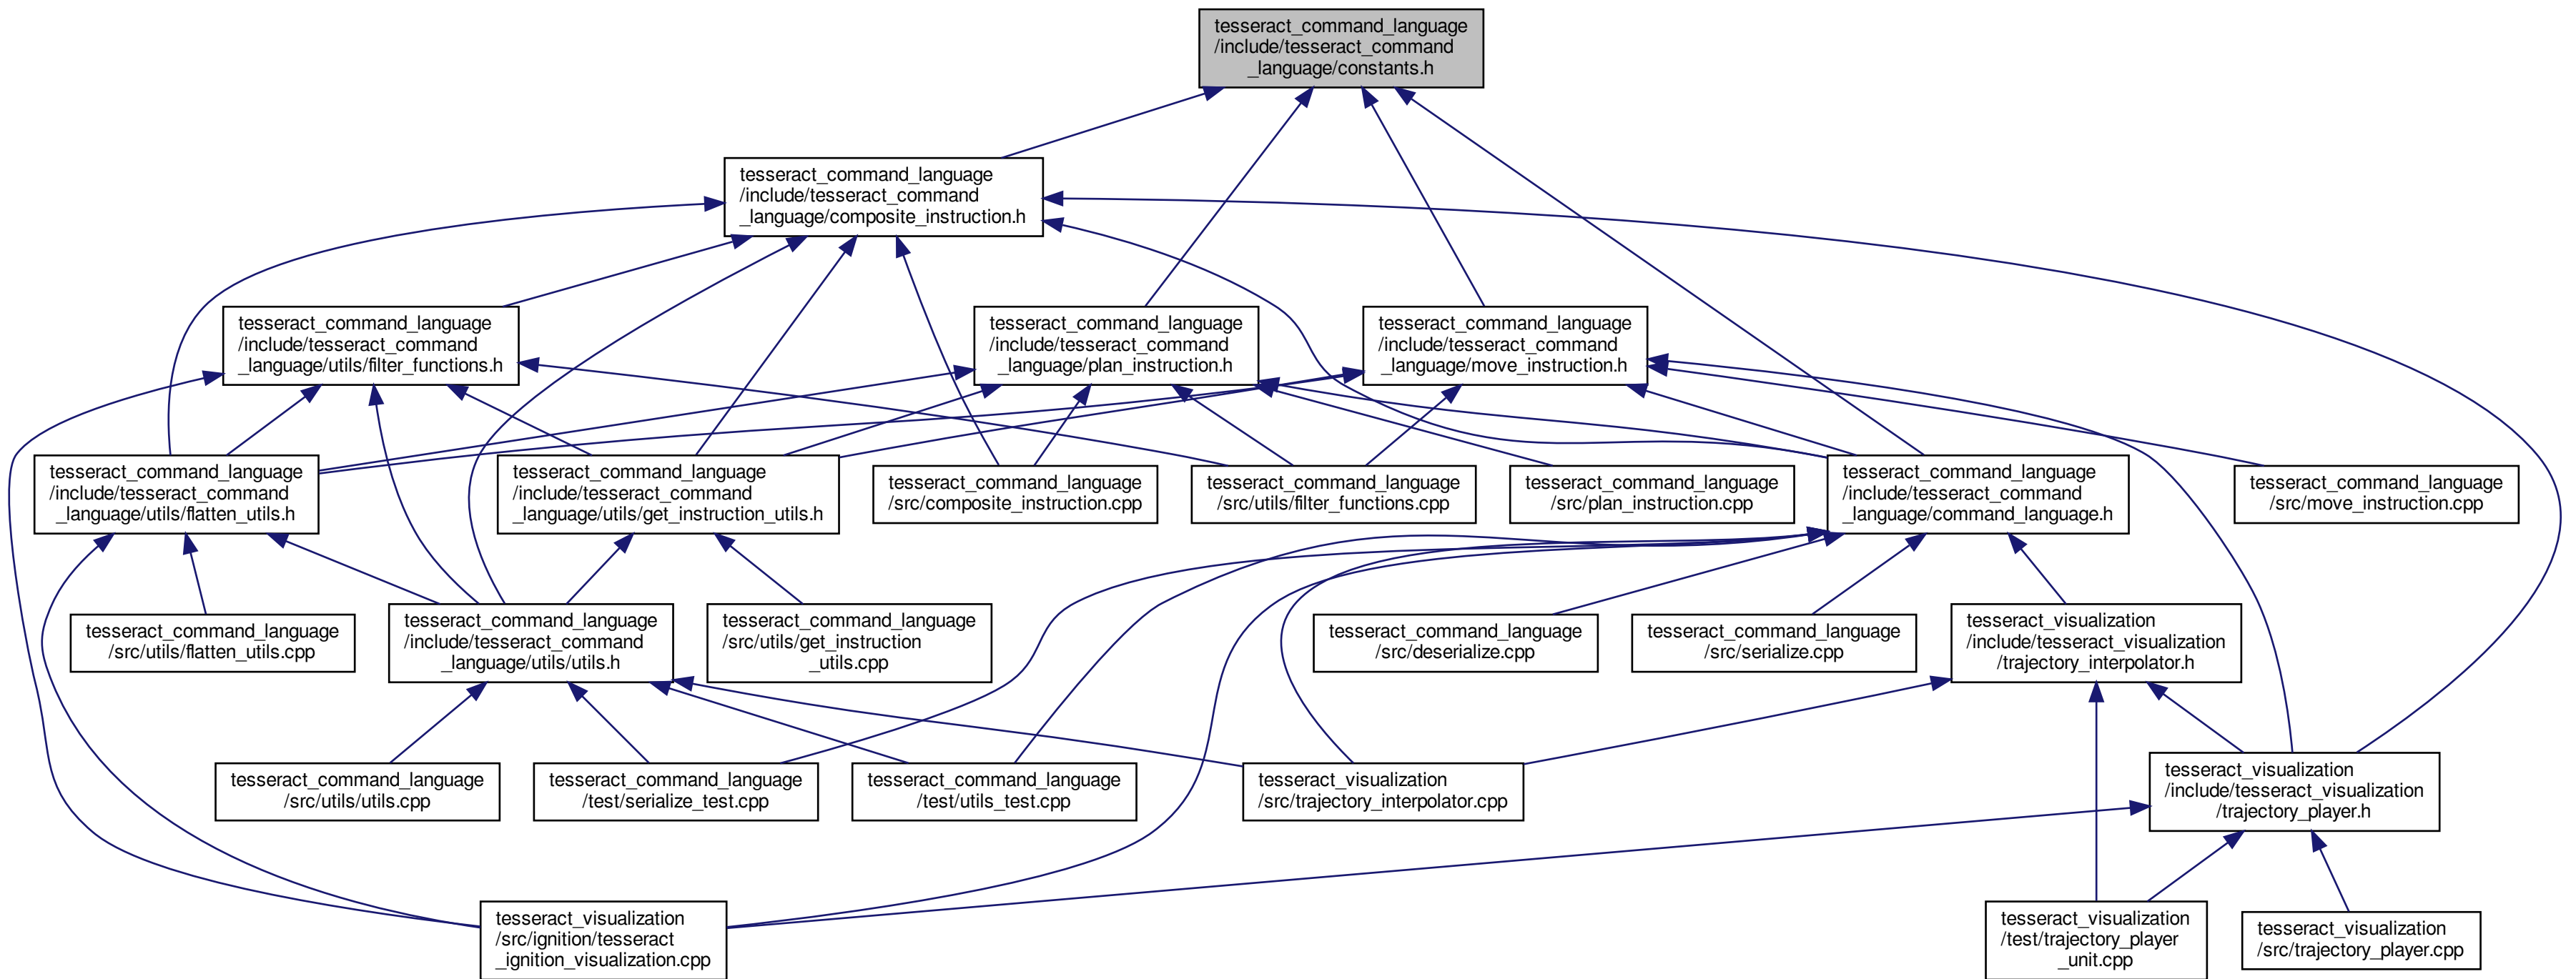 tesseract_command_language
/include/tesseract_command
_language/constants.h
tesseract_command_language
/include/tesseract_command
_language/composite_instruction.h
tesseract_command_language
/include/tesseract_command
_language/utils/filter_functions.h
tesseract_command_language
/include/tesseract_command
_language/plan_instruction.h
tesseract_command_language
/include/tesseract_command
_language/move_instruction.h
tesseract_command_language
/include/tesseract_command
_language/utils/flatten_utils.h
tesseract_command_language
/include/tesseract_command
_language/utils/get_instruction_utils.h
tesseract_command_language
/src/composite_instruction.cpp
tesseract_command_language
/src/utils/filter_functions.cpp
tesseract_command_language
/src/plan_instruction.cpp
tesseract_command_language
/include/tesseract_command
_language/command_language.h
tesseract_command_language
/src/move_instruction.cpp
tesseract_command_language
/src/utils/flatten_utils.cpp
tesseract_command_language
/include/tesseract_command
_language/utils/utils.h
tesseract_command_language
/src/utils/get_instruction
_utils.cpp
tesseract_command_language
/src/deserialize.cpp
tesseract_command_language
/src/serialize.cpp
tesseract_visualization
/include/tesseract_visualization
/trajectory_interpolator.h
tesseract_command_language
/src/utils/utils.cpp
tesseract_command_language
/test/serialize_test.cpp
tesseract_command_language
/test/utils_test.cpp
tesseract_visualization
/src/trajectory_interpolator.cpp
tesseract_visualization
/include/tesseract_visualization
/trajectory_player.h
tesseract_visualization
/src/ignition/tesseract
_ignition_visualization.cpp
tesseract_visualization
/test/trajectory_player
_unit.cpp
tesseract_visualization
/src/trajectory_player.cpp